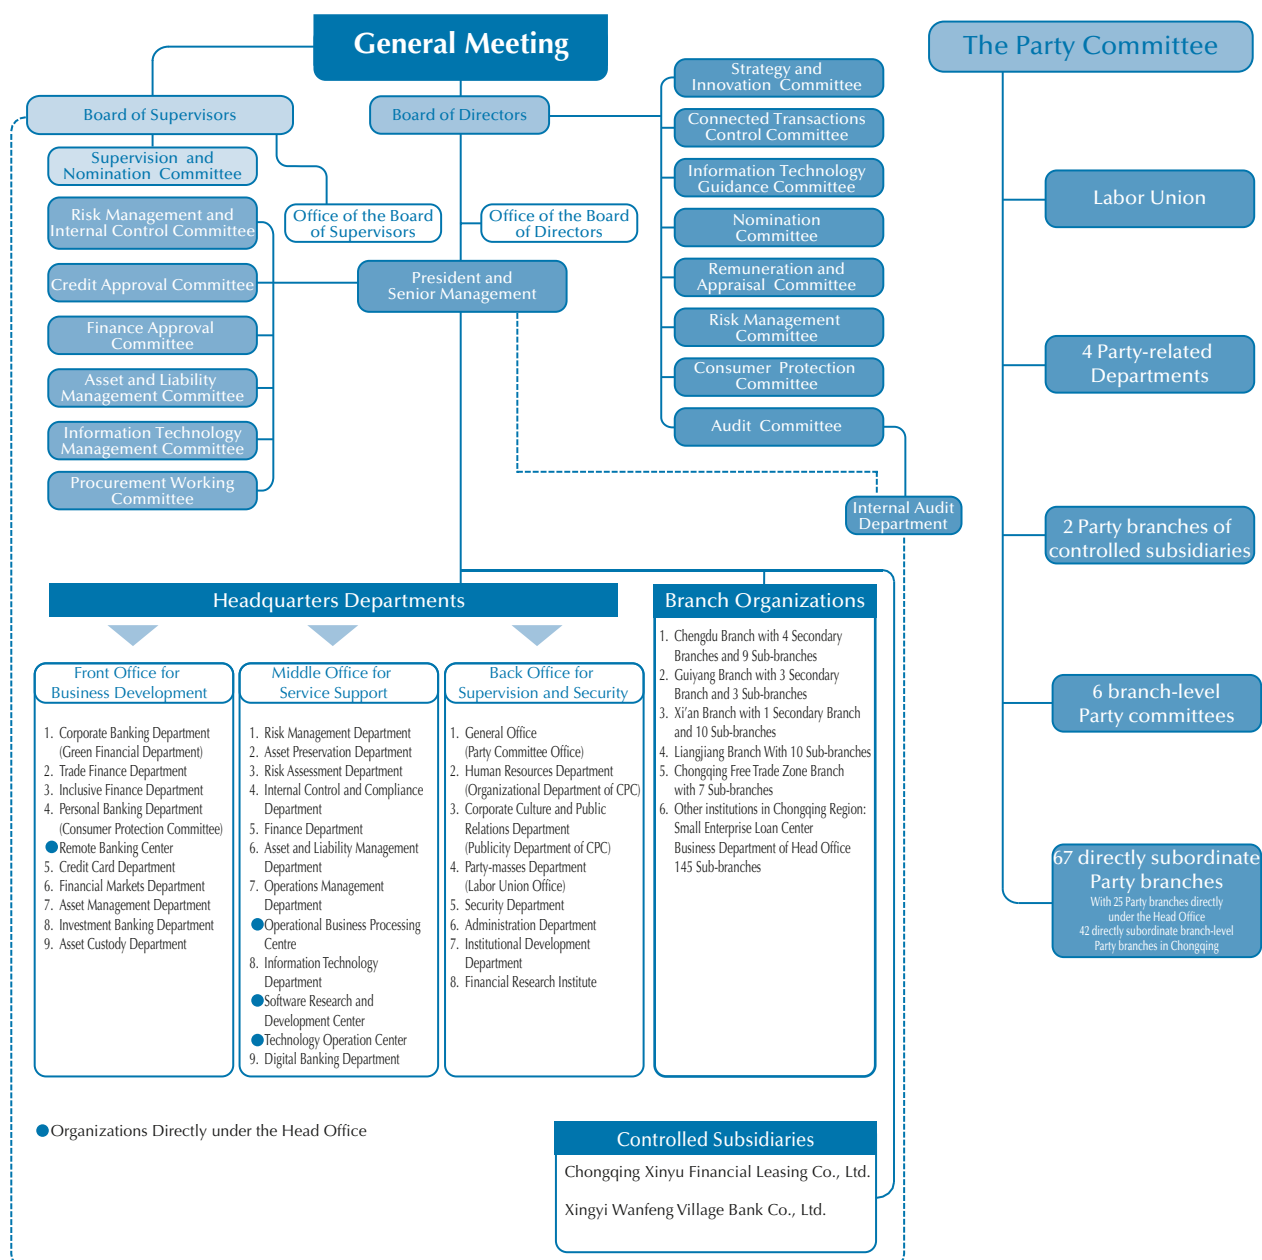 General Meeting
The Party Committee
Board of Supervisors
Board of Directors
Strategy and
Innovation Committee
Connected Transactions
Control Committee
Information Technology
Guidance Committee
Nomination
Committee
Remuneration and
Appraisal Committee
Risk Management
Committee
Consumer Protection
Committee
Audit Committee
Supervision and
Nomination Committee
Risk Management and
Internal Control Committee
Credit Approval Committee
Finance Approval
Committee
Asset and Liability
Management Committee
Information Technology
Management Committee
Procurement Working
Committee
Office of the Board
of Supervisors
Office of the Board
of Directors
President and
Senior Management
Internal Audit
Department
Labor Union
4 Party-related
Departments
2 Party branches of
controlled subsidiaries
6 branch-level
Party committees
67 directly subordinate
Party branches
With 25 Party branches directly
under the Head Office
42 directly subordinate branch-level
Party branches in Chongqing
Headquarters Departments
Front Office for
Business Development
1. Corporate Banking Department
(Green Financial Department)
2. Trade Finance Department
3. Inclusive Finance Department
4. Personal Banking Department
(Consumer Protection Committee)
●Remote Banking Center
5. Credit Card Department
6. Financial Markets Department
7. Asset Management Department
8. Investment Banking Department
9. Asset Custody Department
Middle Office for
Service Support
1. Risk Management Department
2. Asset Preservation Department
3. Risk Assessment Department
4. Internal Control and Compliance
Department
5. Finance Department
6. Asset and Liability Management
Department
7. Operations Management
Department
●Operational Business Processing
Centre
8. Information Technology
Department
●Software Research and
Development Center
●Technology Operation Center
9. Digital Banking Department
Back Office for
Supervision and Security
1. General Office
(Party Committee Office)
2. Human Resources Department
(Organizational Department of CPC)
3. Corporate Culture and Public
Relations Department
(Publicity Department of CPC)
4. Party-masses Department
(Labor Union Office)
5. Security Department
6. Administration Department
7. Institutional Development
Department
8. Financial Research Institute
Branch Organizations
1. Chengdu Branch with 4 Secondary
Branches and 9 Sub-branches
2. Guiyang Branch with 3 Secondary
Branch and 3 Sub-branches
3. Xi’an Branch with 1 Secondary Branch
and 10 Sub-branches
4. Liangjiang Branch With 10 Sub-branches
5. Chongqing Free Trade Zone Branch
with 7 Sub-branches
6. Other institutions in Chongqing Region:
Small Enterprise Loan Center
Business Department of Head Office
145 Sub-branches
●Organizations Directly under the Head Office
Controlled Subsidiaries
Chongqing Xinyu Financial Leasing Co., Ltd.
Xingyi Wanfeng Village Bank Co., Ltd.